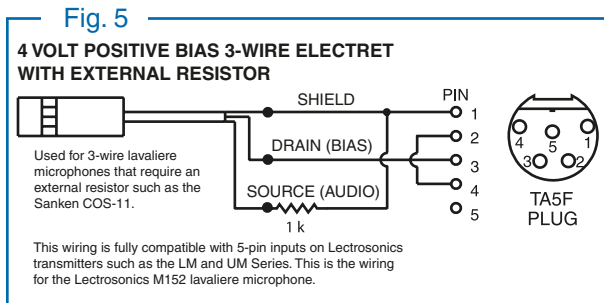 Fig. 5
4 VOLT POSITIVE BIAS 3-WIRE ELECTRET
WITH EXTERNAL RESISTOR
SHIELD
PIN
1
2
DRAIN (BIAS)
3
Used for 3-wire lavaliere
microphones that require an
external resistor such as the
Sanken COS-11.
SOURCE (AUDIO)
4
1 k
5
4
5
1
3
2
TA5F
PLUG
This wiring is fully compatible with 5-pin inputs on Lectrosonics
transmitters such as the LM and UM Series. This is the wiring
for the Lectrosonics M152 lavaliere microphone.